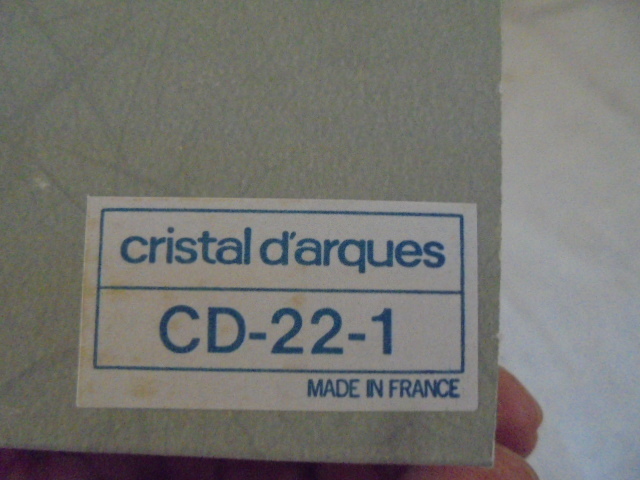 cristal d'arques
CD-22-1
MADE IN FRANCE